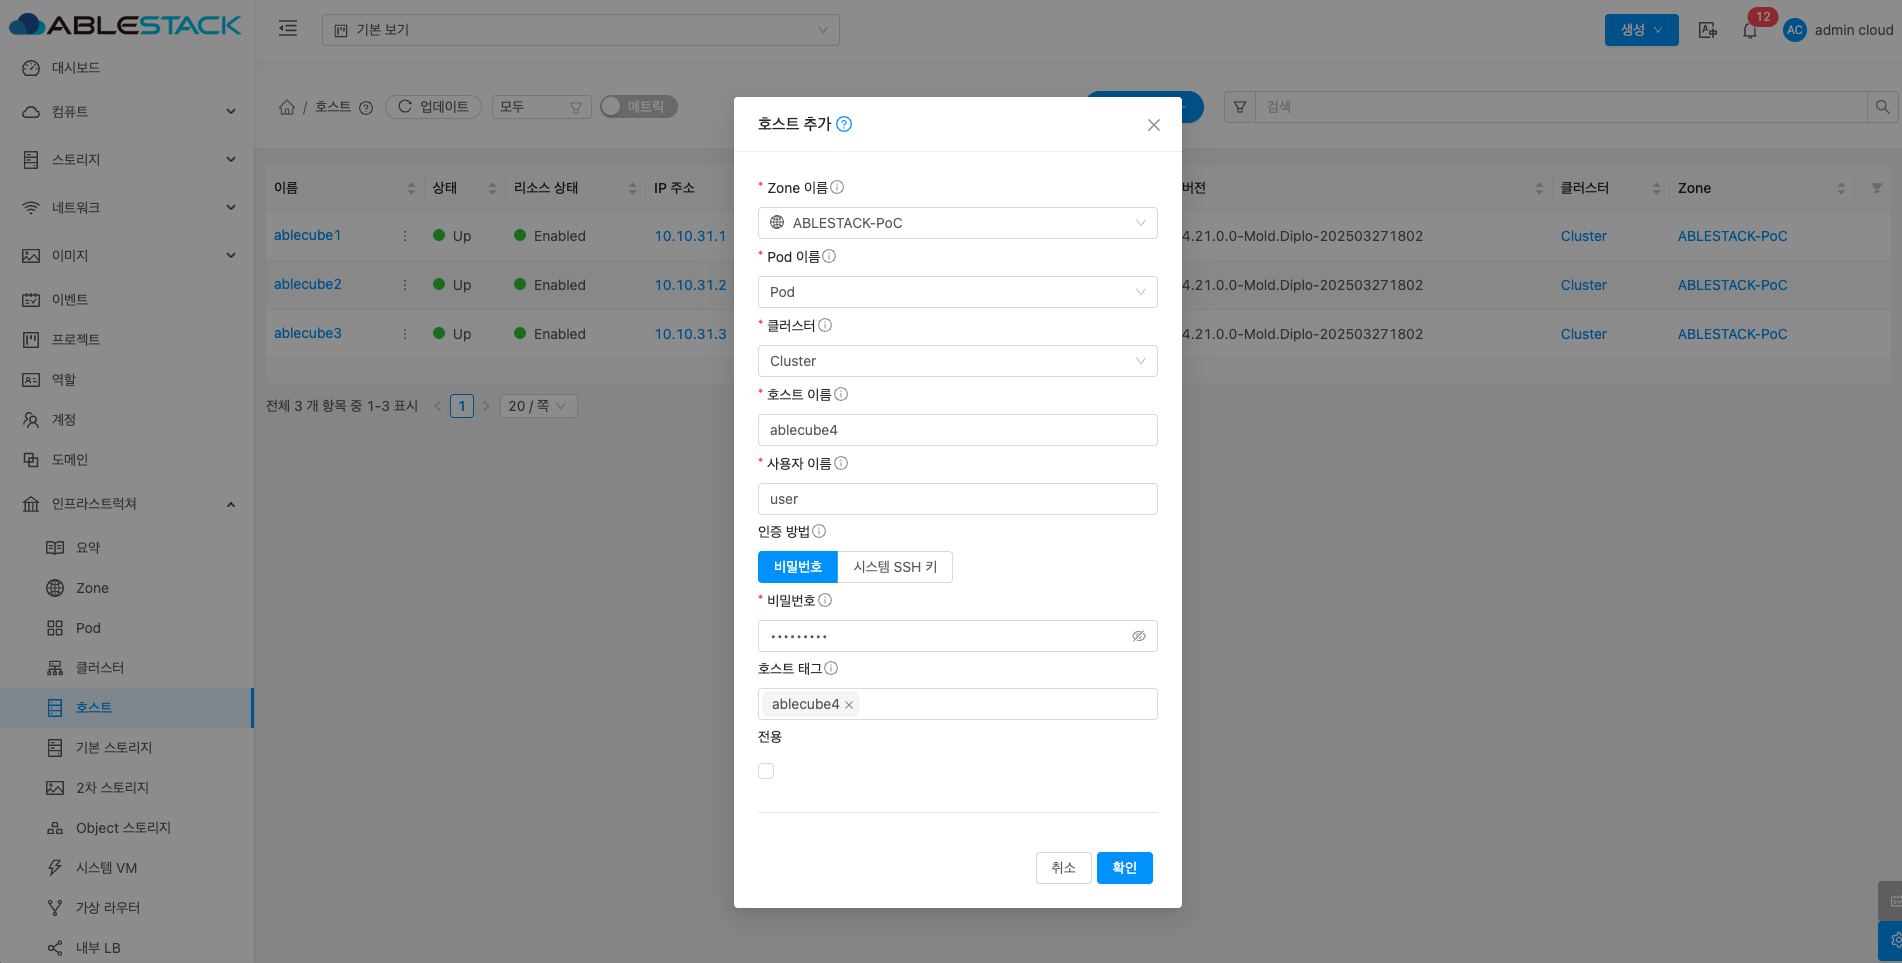 ABLESTACK
기본 보기
생성
12
AC
admin cloud
대시보드
컴퓨트
스토리지
네트워크
이미지
이벤트
프로젝트
역할
계정
도메인
인프라스트럭쳐
요약
Zone
Pod
클러스터
호스트
기본 스토리지
2차 스토리지
Object 스토리지
시스템 VM
가상 라우터
내부 LB
/ 호스트
업데이트
모두
메트릭
검색
이름 상태 리소스 상태 IP 주소 버전 클러스터 Zone
ablecube1 Up Enabled 10.10.31.1 4.21.0.0-Mold.Diplo-202503271802 Cluster ABLESTACK-PoC
ablecube2 Up Enabled 10.10.31.2 4.21.0.0-Mold.Diplo-202503271802 Cluster ABLESTACK-PoC
ablecube3 Up Enabled 10.10.31.3 4.21.0.0-Mold.Diplo-202503271802 Cluster ABLESTACK-PoC
전체 3 개 항목 중 1-3 표시 < 1 > 20 / 쪽
호스트 추가
* Zone 이름
ABLESTACK-PoC
* Pod 이름
Pod
* 클러스터
Cluster
* 호스트 이름
ablecube4
* 사용자 이름
user
인증 방법
비밀번호 시스템 SSH 키
* 비밀번호
•••••••••
호스트 태그
ablecube4
전용
취소 확인